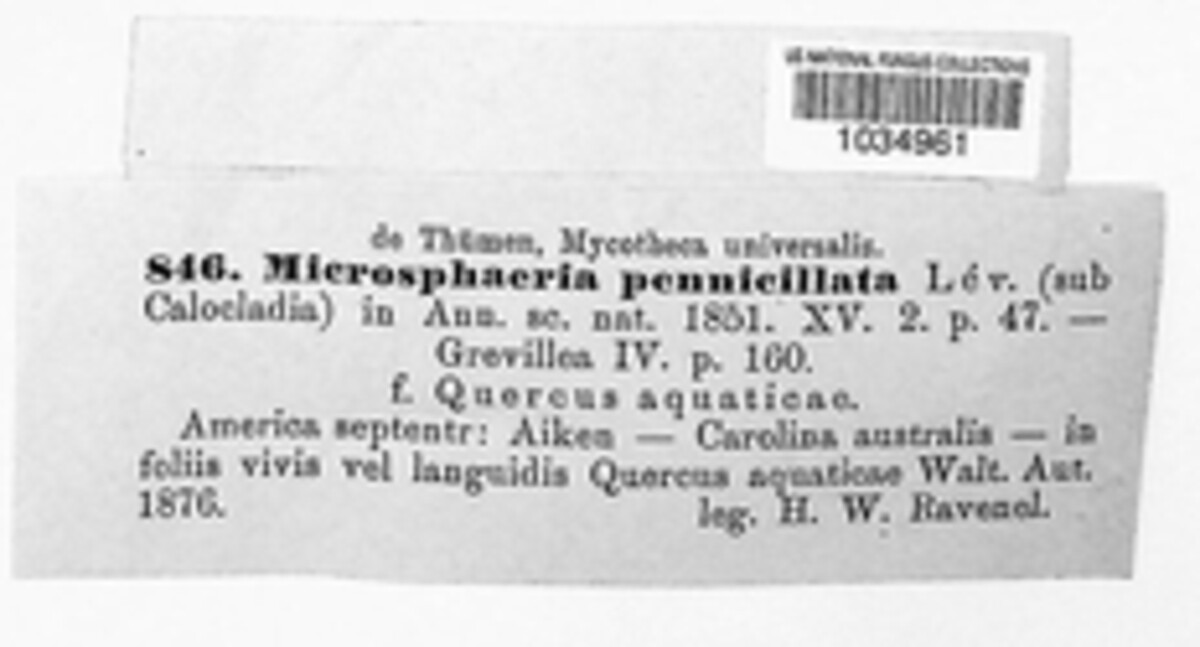 US NATIONAL FUNGUS COLLECTIONS
1034961
de Thümen, Mycotheca universalis.
846. Microsphaeria pennicillata Lév. (sub
Calocladia) in Ann. sc. nat. 1851. XV. 2. p. 47. —
Grevillea IV. p. 160.
f. Quercus aquaticae.
America septentr: Aiken — Carolina australis — in
foliis vivis vel languidis Quercus aquaticae Walt. Aut.
1876. leg. H. W. Ravenel.